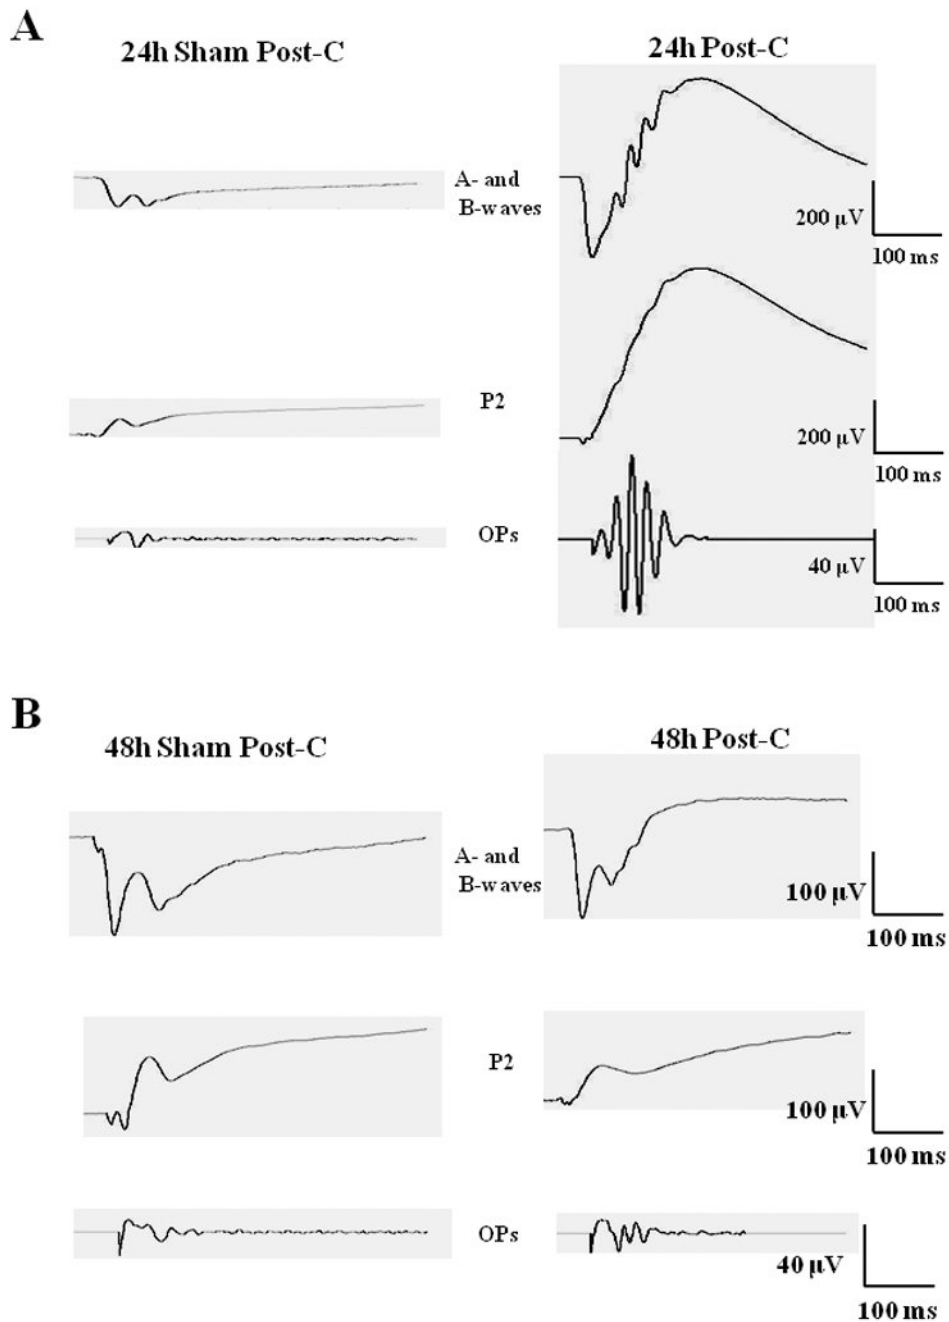 A
24h Sham Post-C
24h Post-C
A- and
B-waves
200 µV
100 ms
P2
200 µV
100 ms
OPs
40 µV
100 ms
B
48h Sham Post-C
48h Post-C
A- and
B-waves
100 µV
100 ms
P2
100 µV
100 ms
OPs
40 µV
100 ms